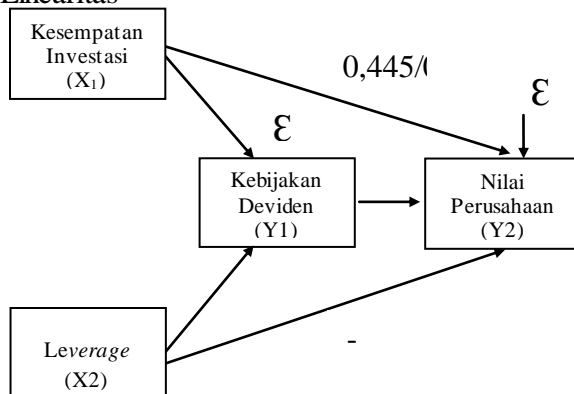 Linearitas
Kesempatan
Investasi
(X₁)
0,445/(
ε
ε
Kebijakan
Deviden
(Y1)
Nilai
Perusahaan
(Y2)
Leverage
(X2)
-